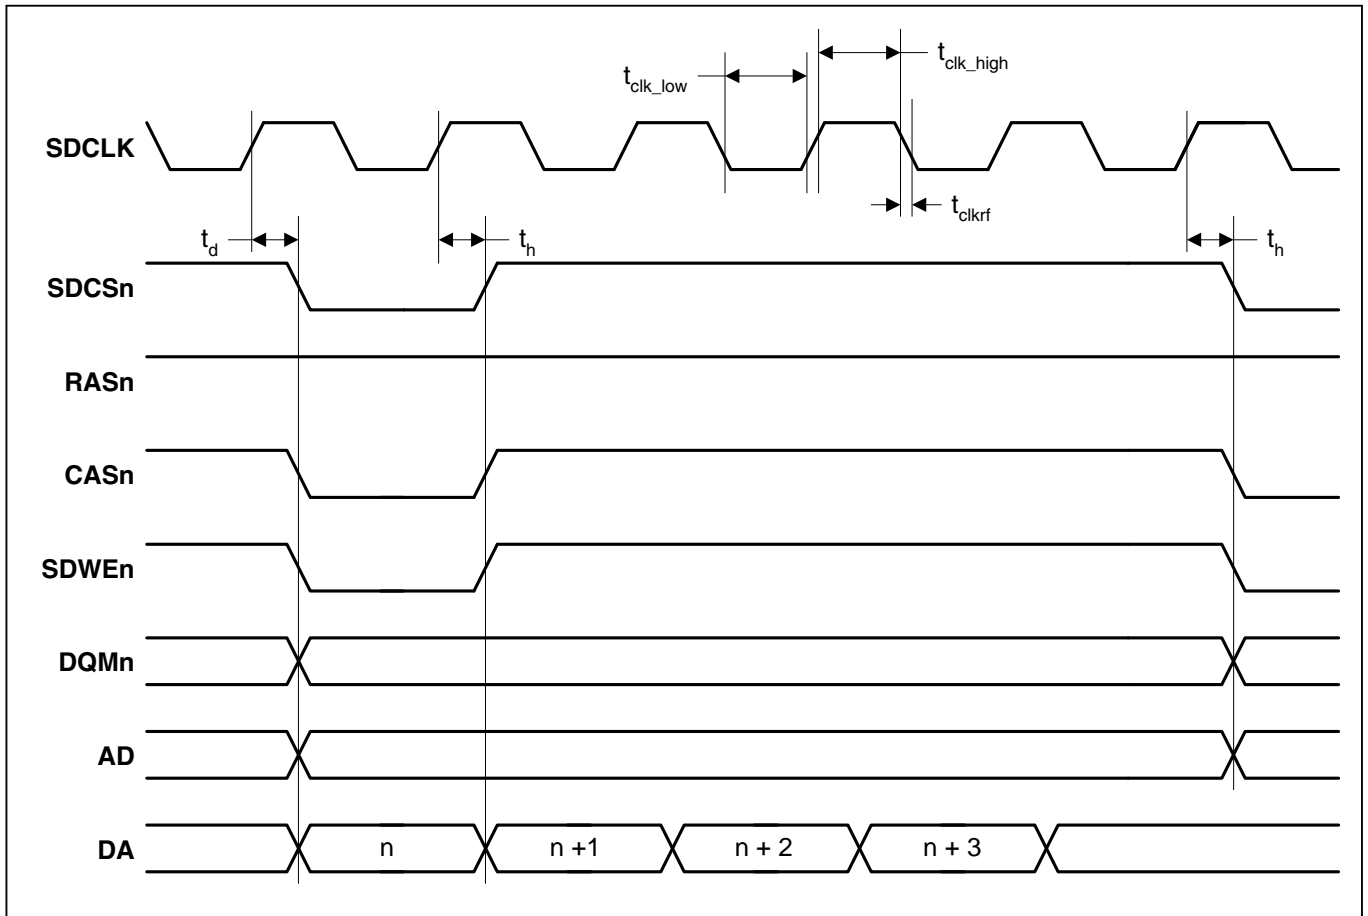 t_clk_high
t_clk_low
SDCLK
t_clkrf
t_d
t_h
t_h
SDCSn
RASn
CASn
SDWEn
DQMn
AD
DA
n
n +1
n + 2
n + 3